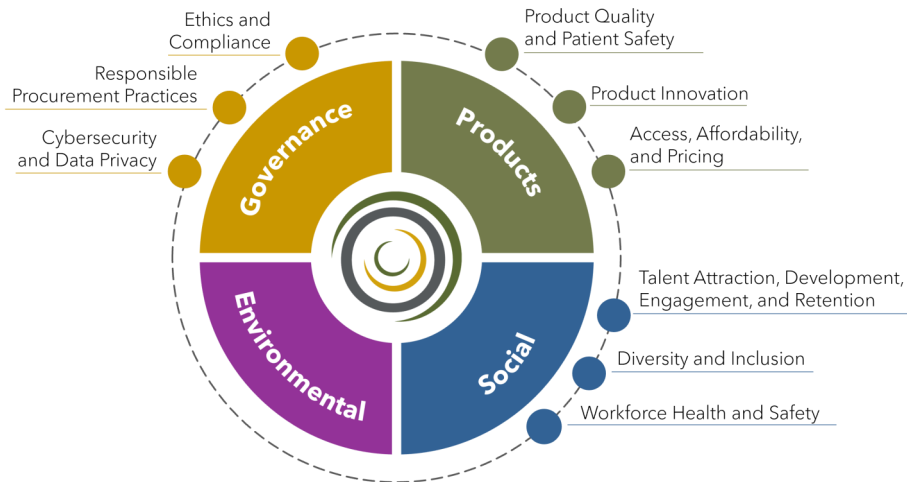 Ethics and
Compliance
Responsible
Procurement Practices
Cybersecurity
and Data Privacy
Product Quality
and Patient Safety
Product Innovation
Access, Affordability,
and Pricing
Governance
Products
Environmental
Social
Talent Attraction, Development,
Engagement, and Retention
Diversity and Inclusion
Workforce Health and Safety